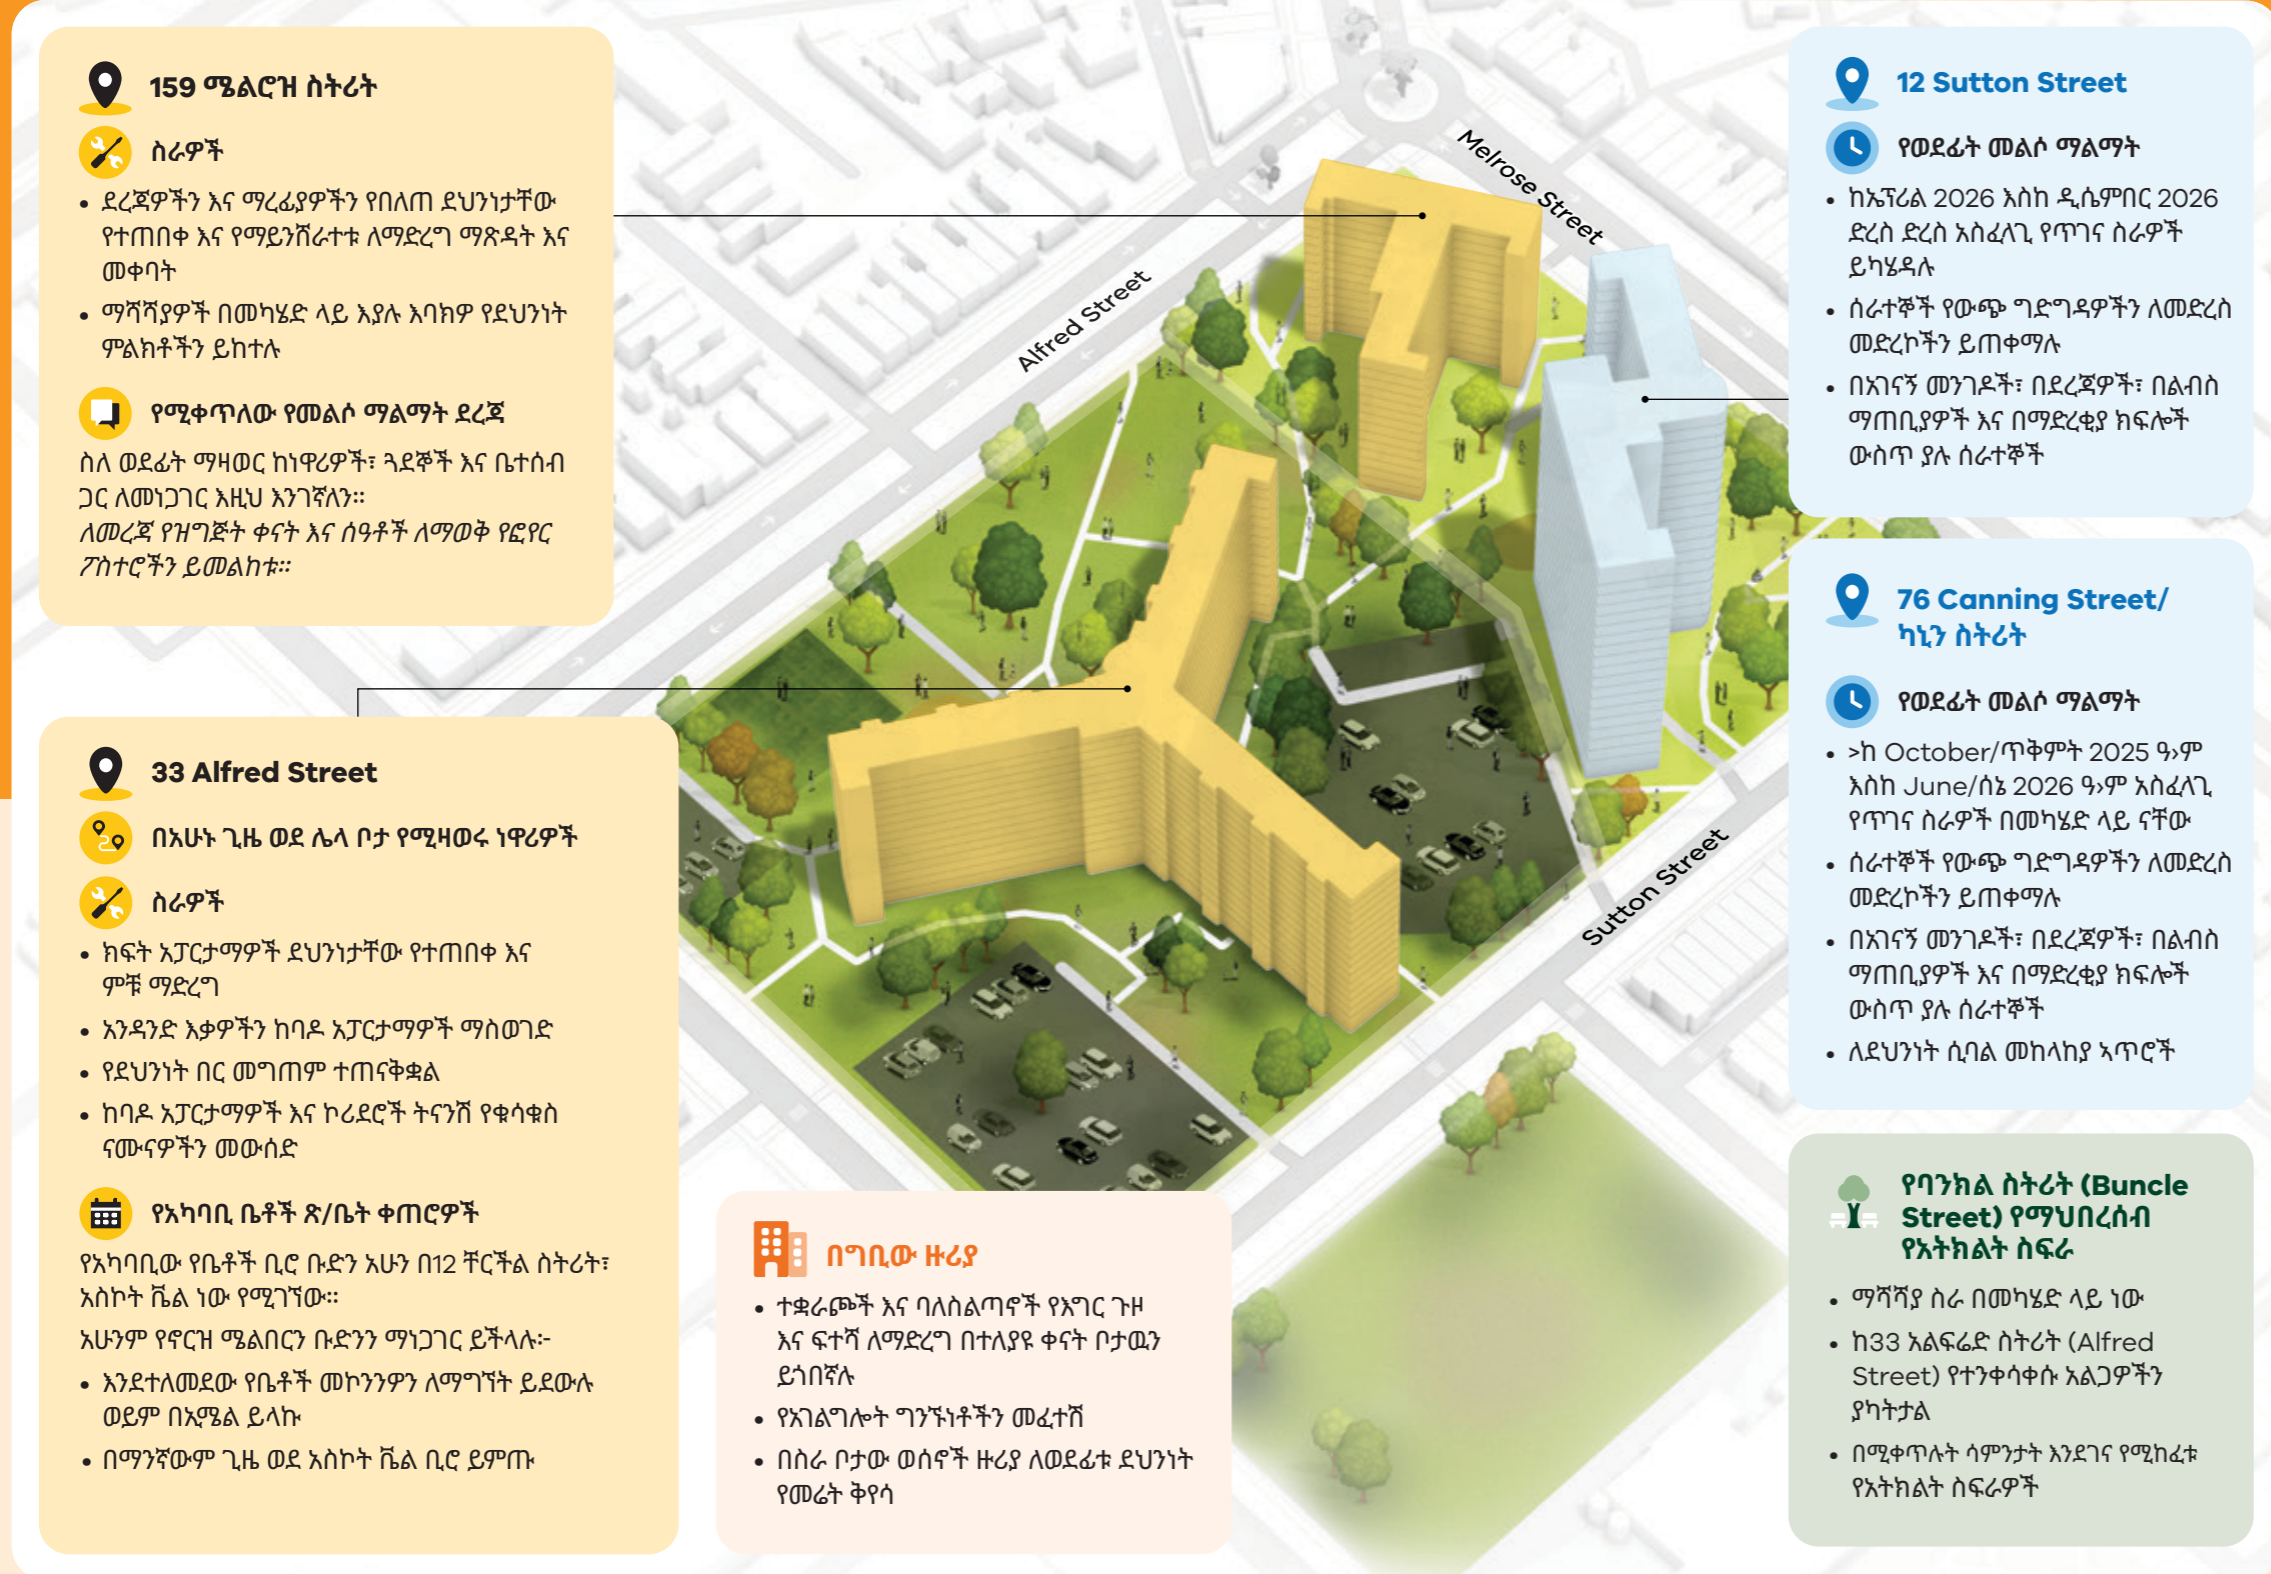 159 ሜልሮዝ ስትሪት
ስራዎች
• ደረጃዎችን እና ማረፊያዎችን የበለጠ ደህንነታቸው
የተጠበቀ እና የማይንሸራተቱ ለማድረግ ማጽዳት እና
መቀባት
• ማሻሻያዎች በመካሄድ ላይ እያሉ እባክዎ የደህንነት
ምልክቶችን ይከተሉ
የሚቀጥለው የመልሶ ማልማት ደረጃ
ስለ ወደፊት ማዛወር ከነዋሪዎች፣ ጓደኞች እና ቤተሰብ
ጋር ለመነጋገር እዚህ እንገኛለን።
ለመረጃ የዝግጅት ቀናት እና ሰዓቶች ለማወቅ የፎየር
ፖስተሮችን ይመልከቱ።
33 Alfred Street
በአሁኑ ጊዜ ወደ ሌላ ቦታ የሚዛወሩ ነዋሪዎች
ስራዎች
• ክፍት አፓርታማዎች ደህንነታቸው የተጠበቀ እና
ምቹ ማድረግ
• አንዳንድ እቃዎችን ከባዶ አፓርታማዎች ማስወገድ
• የደህንነት በር መግጠም ተጠናቅቋል
• ከባዶ አፓርታማዎች እና ኮሪደሮች ትናንሽ የቁሳቁስ
ናሙናዎችን መውሰድ
የአካባቢ ቤቶች ጽ/ቤት ቀጠሮዎች
የአካባቢው የቤቶች ቢሮ ቡድን አሁን በ12 ቸርችል ስትሪት፣
አስኮት ቬል ነው የሚገኘው።
አሁንም የኖርዝ ሜልበርን ቡድንን ማነጋገር ይችላሉ፦
• እንደተለመደው የቤቶች መኮንንዎን ለማግኘት ይደውሉ
ወይም በኢሜል ይላኩ
• በማንኛውም ጊዜ ወደ አስኮት ቬል ቢሮ ይምጡ
Melrose Street
Alfred Street
Sutton Street
በግቢው ዙሪያ
• ተቋራጮች እና ባለስልጣኖች የእግር ጉዞ
እና ፍተሻ ለማድረግ በተለያዩ ቀናት ቦታዉን
ይጎበኛሉ
• የአገልግሎት ግንኙነቶችን መፈተሽ
• በስራ ቦታው ወሰኖች ዙሪያ ለወደፊቱ ደህንነት
የመሬት ቅየሳ
12 Sutton Street
የወደፊት መልሶ ማልማት
• ከኤፕሪል 2026 እስከ ዲሴምበር 2026
ድረስ ድረስ አስፈላጊ የጥገና ስራዎች
ይካሄዳሉ
• ሰራተኞች የውጭ ግድግዳዎችን ለመድረስ
መድረኮችን ይጠቀማሉ
• በአገናኝ መንገዶች፣ በደረጃዎች፣ በልብስ
ማጠቢያዎች እና በማድረቂያ ክፍሎች
ውስጥ ያሉ ሰራተኞች
76 Canning Street/
ካኒን ስትሪት
የወደፊት መልሶ ማልማት
• >ከ October/ጥቅምት 2025 ዓ›ም
እስከ June/ሰኔ 2026 ዓ›ም አስፈላጊ
የጥገና ስራዎች በመካሄድ ላይ ናቸው
• ሰራተኞች የውጭ ግድግዳዎችን ለመድረስ
መድረኮችን ይጠቀማሉ
• በአገናኝ መንገዶች፣ በደረጃዎች፣ በልብስ
ማጠቢያዎች እና በማድረቂያ ክፍሎች
ውስጥ ያሉ ሰራተኞች
• ለደህንነት ሲባል መከላከያ ኣጥሮች
የባንክል ስትሪት (Buncle
Street) የማህበረሰብ
የአትክልት ስፍራ
• ማሻሻያ ስራ በመካሄድ ላይ ነው
• ከ33 አልፍሬድ ስትሪት (Alfred
Street) የተንቀሳቀሱ አልጋዎችን
ያካትታል
• በሚቀጥሉት ሳምንታት እንደገና የሚከፈቱ
የአትክልት ስፍራዎች